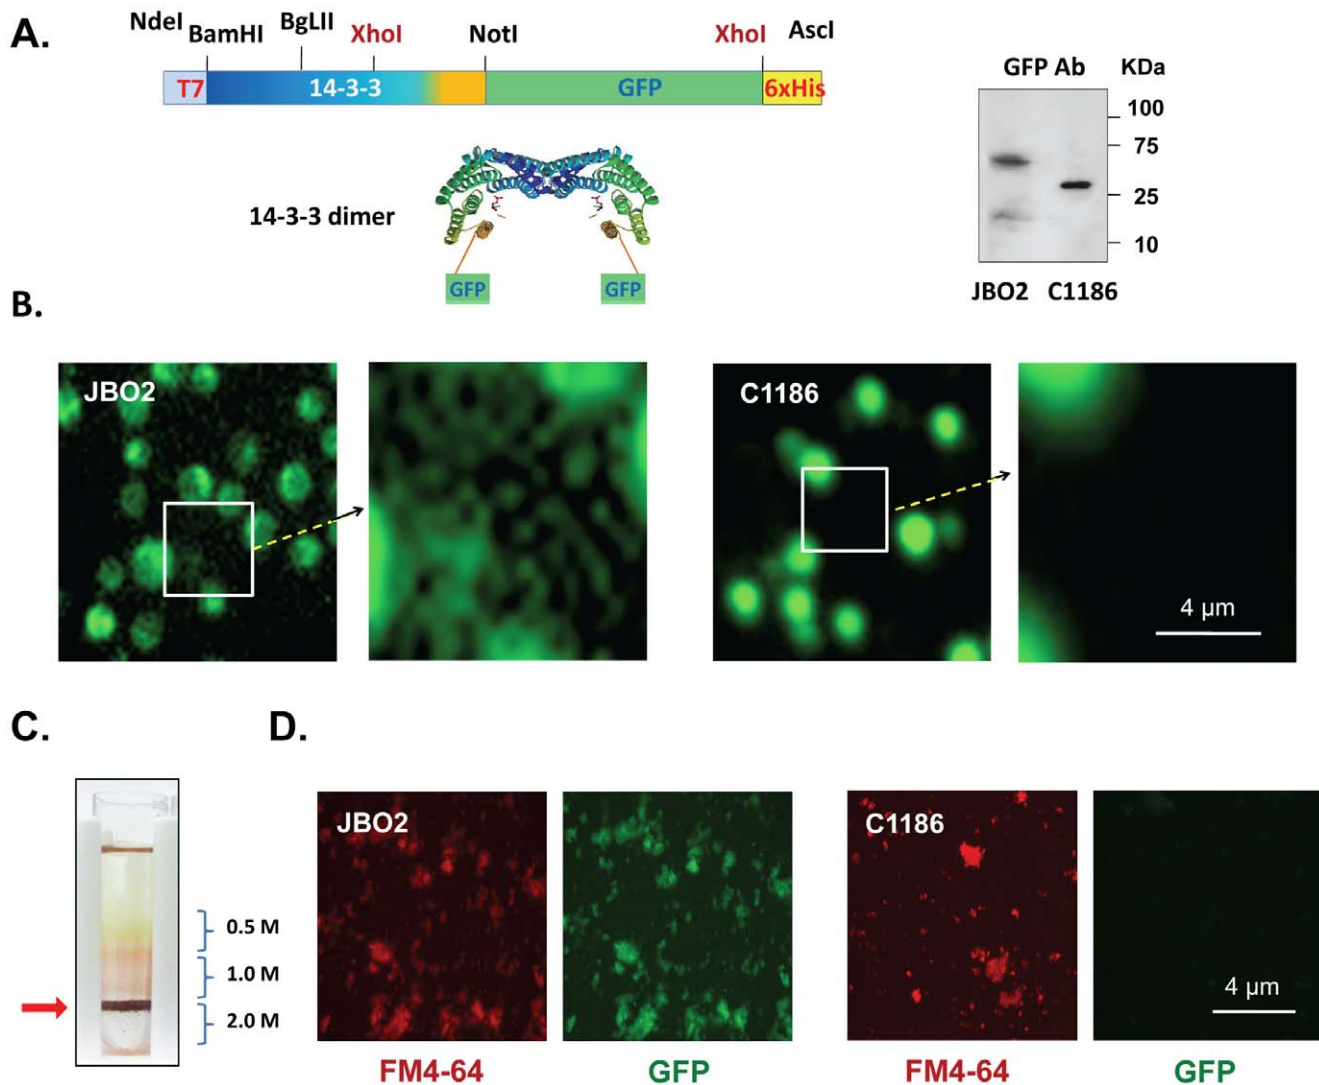 A.
NdeI BamHI BgLII XhoI NotI XhoI AscI
T7 14-3-3 GFP 6xHis
14-3-3 dimer
GFP GFP
GFP Ab KDa
100
75
25
10
JBO2 C1186
B.
JBO2
C1186
4 µm
C.
0.5 M
1.0 M
2.0 M
D.
JBO2
C1186
4 µm
FM4-64 GFP FM4-64 GFP